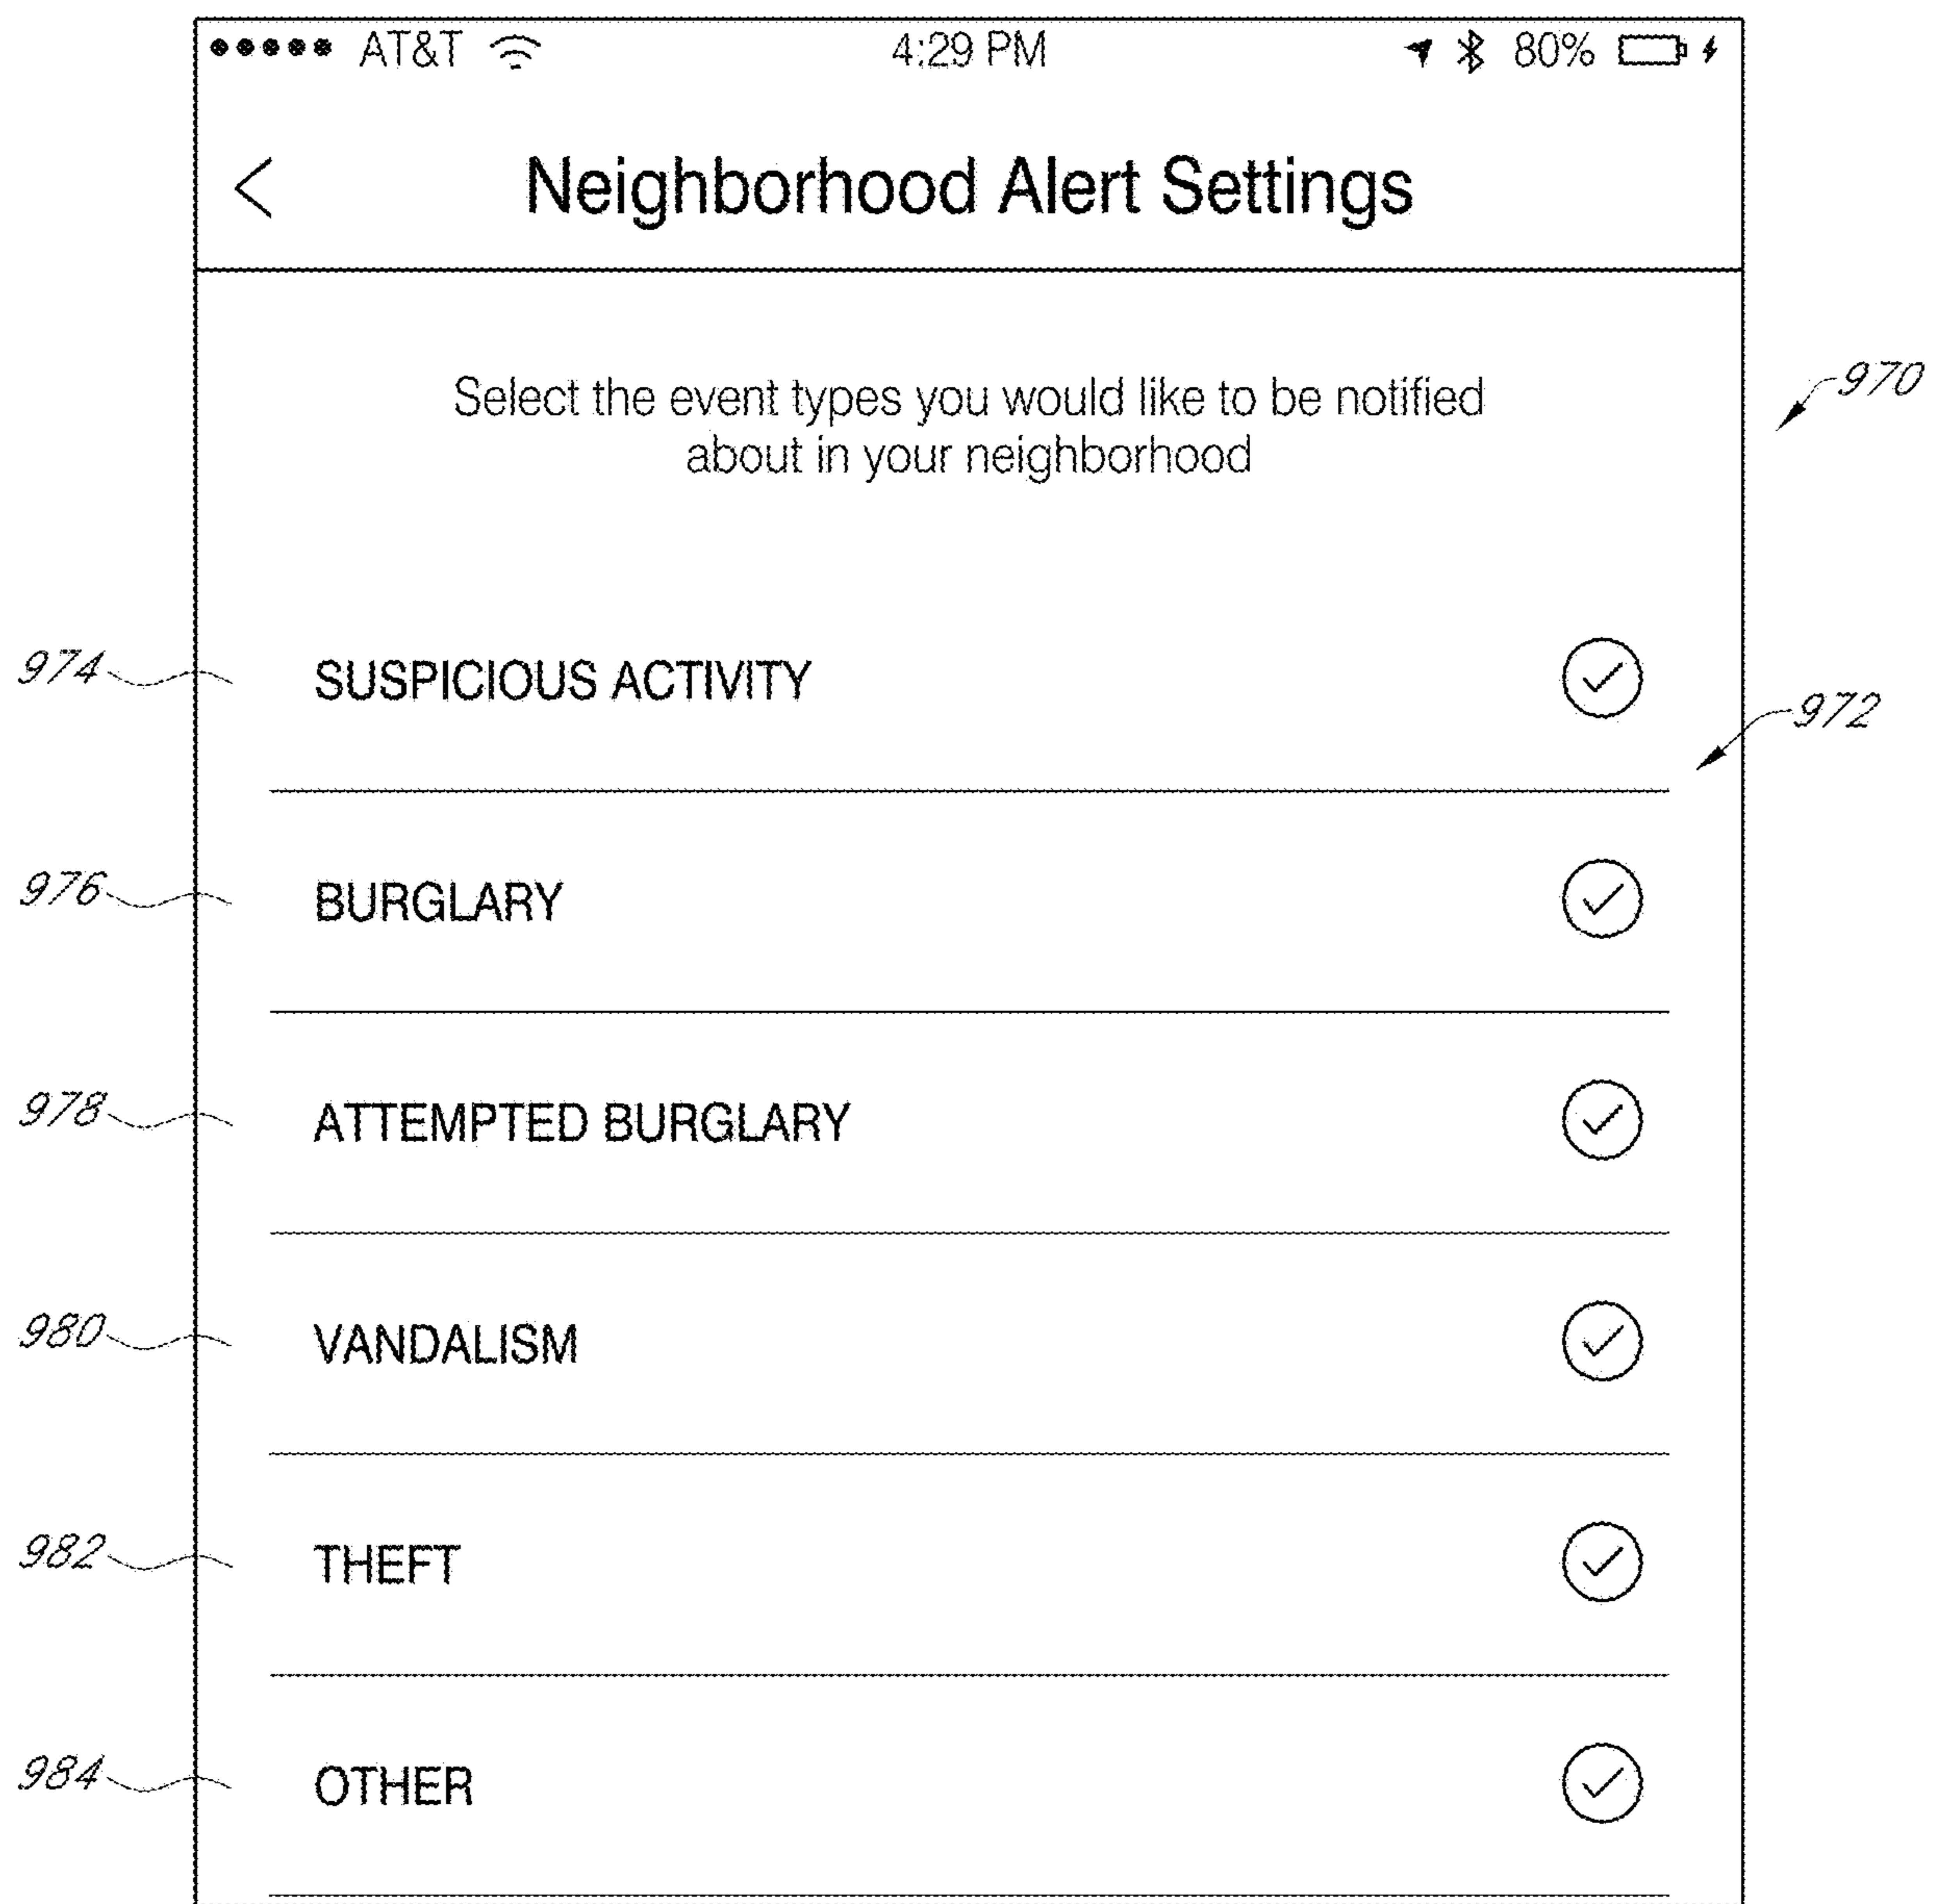 AT&T 4:29 PM 80%
< Neighborhood Alert Settings
Select the event types you would like to be notified
about in your neighborhood
970
974 SUSPICIOUS ACTIVITY
972
976 BURGLARY
978 ATTEMPTED BURGLARY
980 VANDALISM
982 THEFT
984 OTHER